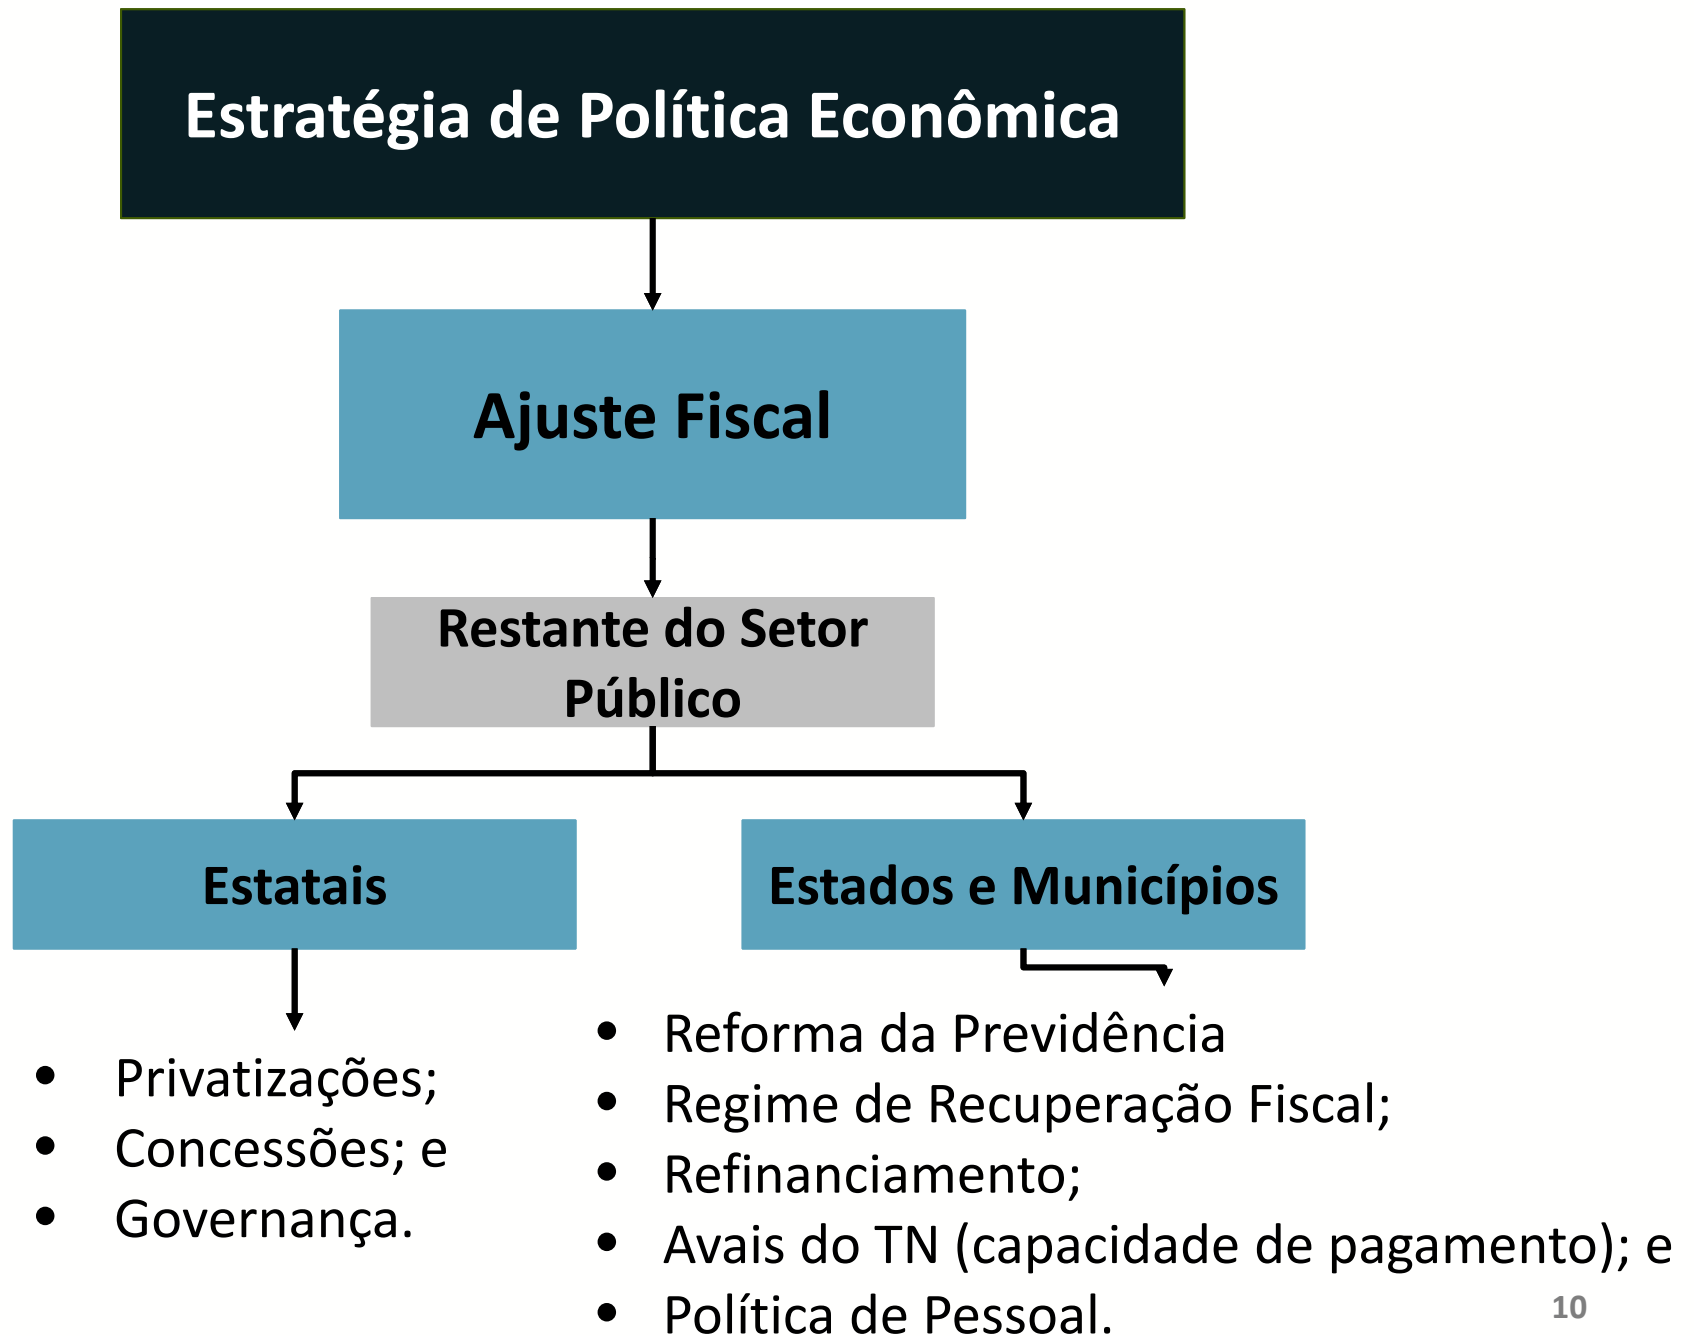 Estratégia de Política Econômica
Ajuste Fiscal
Restante do Setor
Público
Estatais
Estados e Municípios
• Privatizações;
• Concessões; e
• Governança.
• Reforma da Previdência
• Regime de Recuperação Fiscal;
• Refinanciamento;
• Avais do TN (capacidade de pagamento); e
• Política de Pessoal.
10